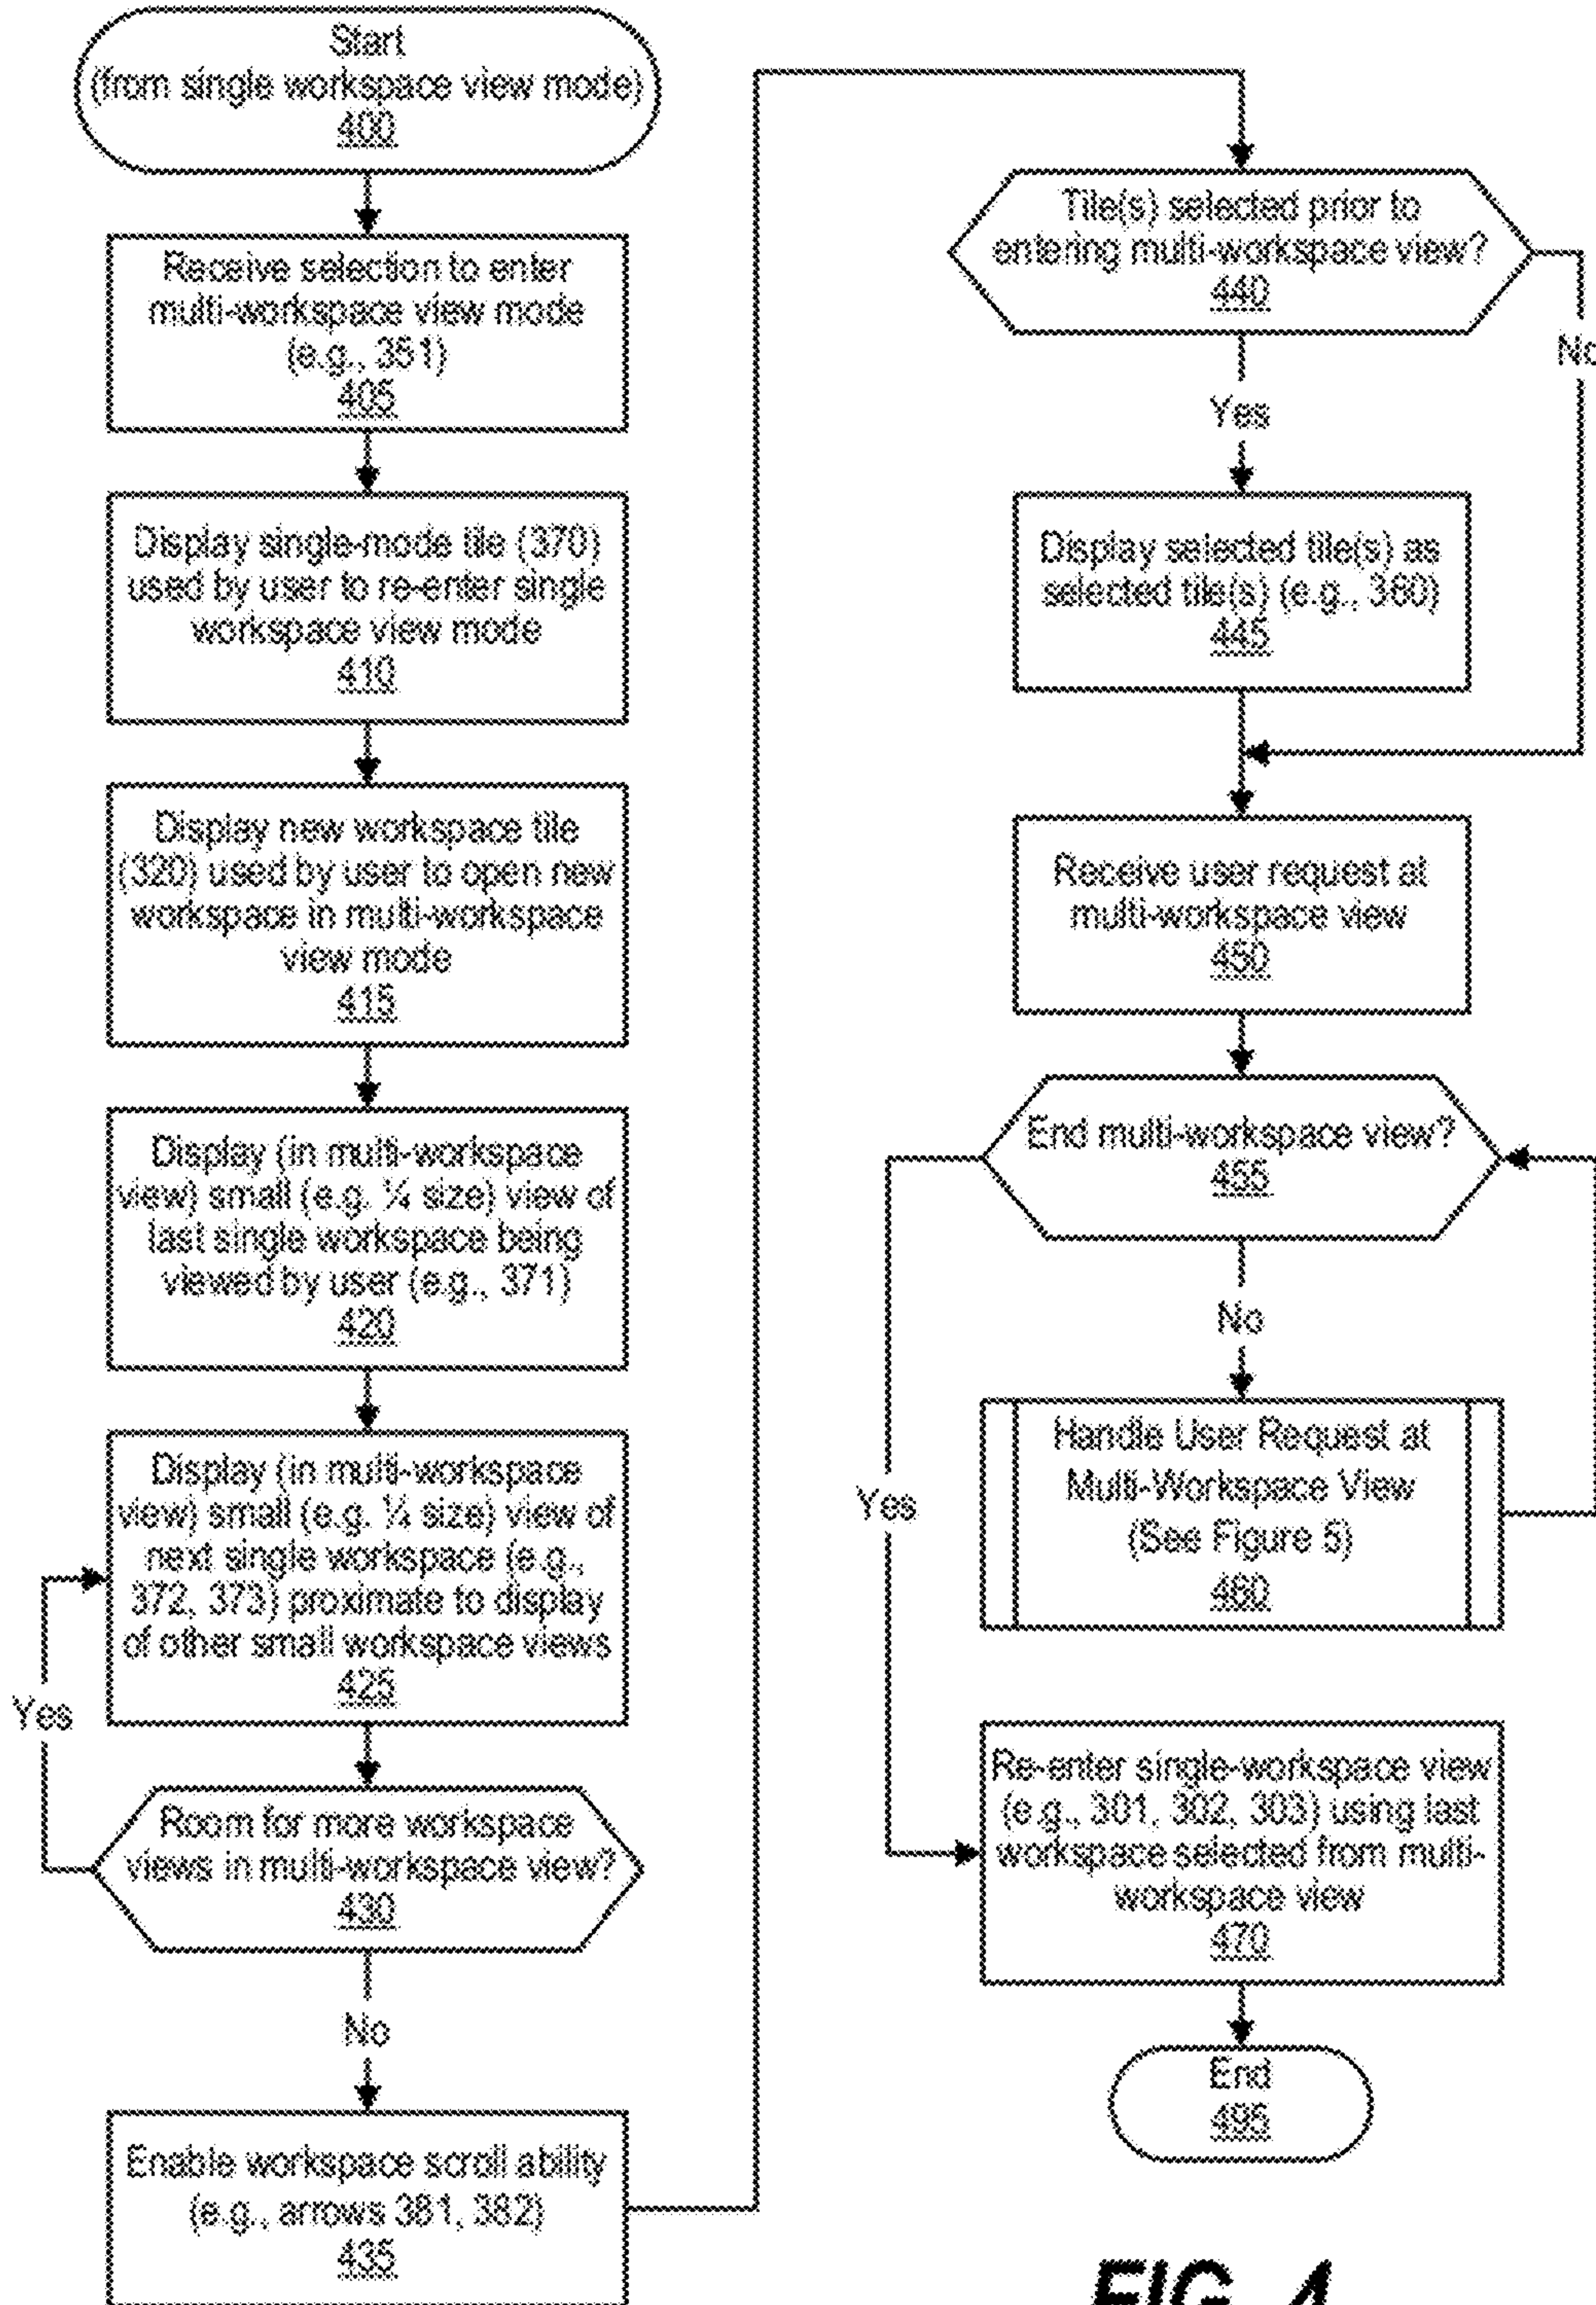 Start
(from single workspace view mode)
400
Receive selection to enter
multi-workspace view mode
(e.g., 351)
405
Display single-mode tile (370)
used by user to re-enter single
workspace view mode
410
Display new workspace tile
(320) used by user to open new
workspace in multi-workspace
view mode
415
Display (in multi-workspace
view) small (e.g. ¼ size) view of
last single workspace being
viewed by user (e.g., 371)
420
Display (in multi-workspace
view) small (e.g. ¼ size) view of
next single workspace (e.g.,
372, 373) proximate to display
of other small workspace views
425
Yes
Room for more workspace
views in multi-workspace view?
430
No
Enable workspace scroll ability
(e.g., arrows 381, 382)
435
Tile(s) selected prior to
entering multi-workspace view?
440
No
Yes
Display selected tile(s) as
selected tile(s) (e.g., 360)
445
Receive user request at
multi-workspace view
450
End multi-workspace view?
455
No
Yes
Handle User Request at
Multi-Workspace View
(See Figure 5)
460
Re-enter single-workspace view
(e.g., 301, 302, 303) using last
workspace selected from multi-
workspace view
470
End
495
FIG. 4